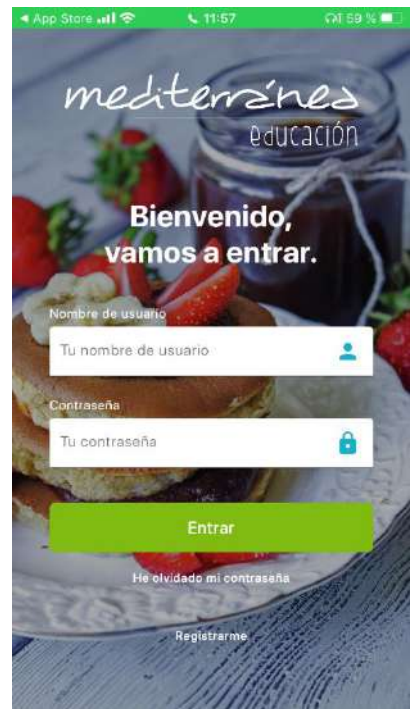 App Store 11:57 59 %
mediterránea
educación
Bienvenido,
vamos a entrar.
Nombre de usuario
Tu nombre de usuario
Contraseña
Tu contraseña
Entrar
He olvidado mi contraseña
Registrarme